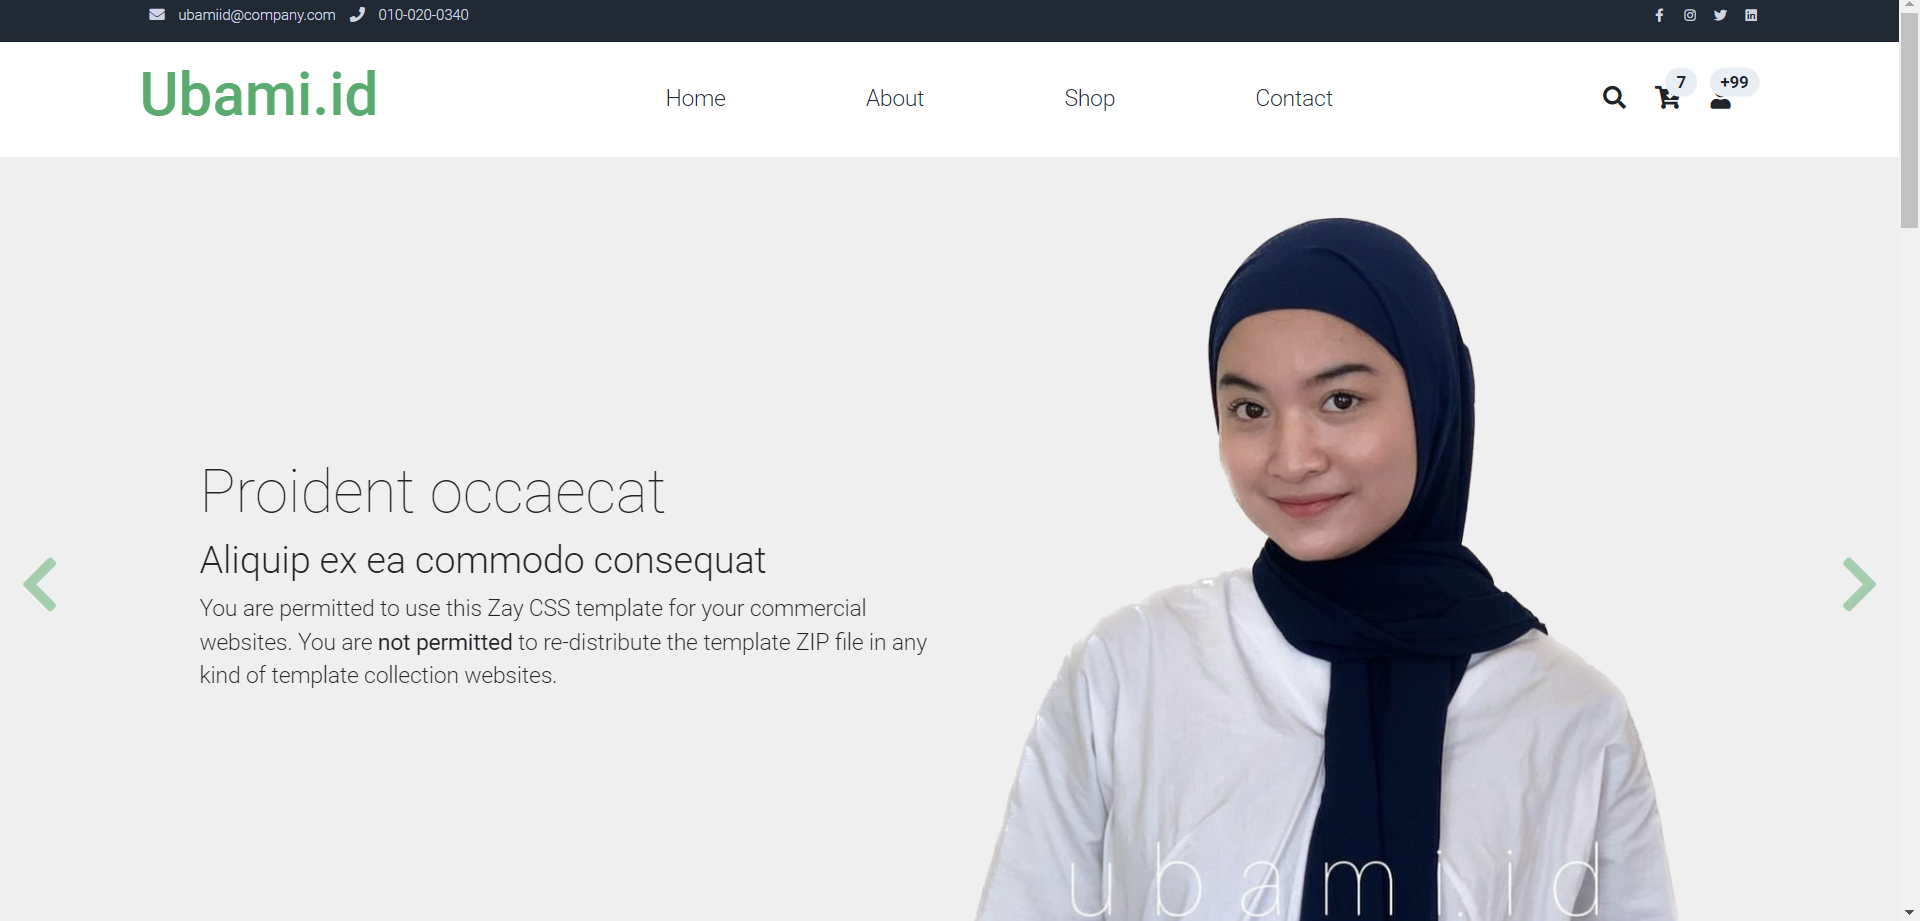 ubamiid@company.com 010-020-0340
Ubami.id
Home About Shop Contact
7 +99
Proident occaecat
Aliquip ex ea commodo consequat
You are permitted to use this Zay CSS template for your commercial
websites. You are not permitted to re-distribute the template ZIP file in any
kind of template collection websites.
ubami.id